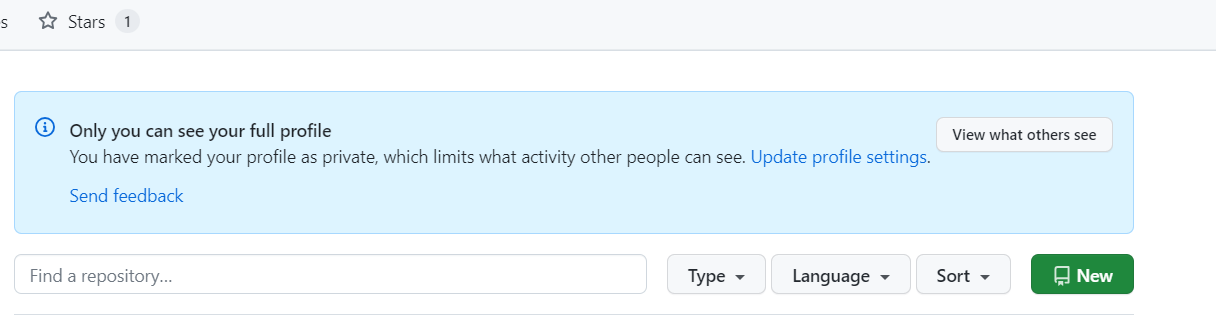 s
Stars 1
Only you can see your full profile
View what others see
You have marked your profile as private, which limits what activity other people can see. Update profile settings.
Send feedback
Find a repository...
Type
Language
Sort
New